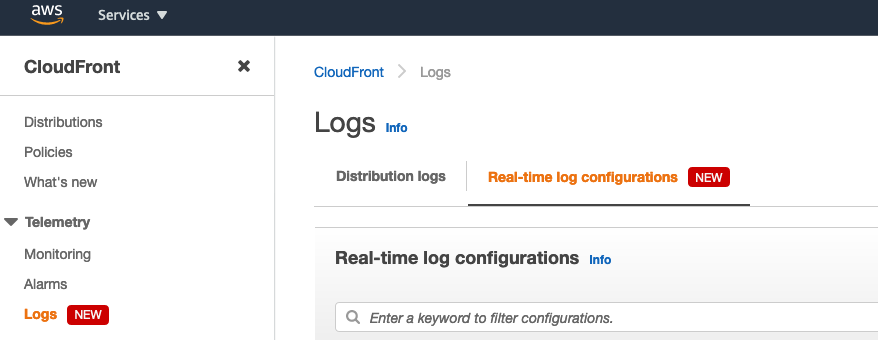 aws
Services
CloudFront
Distributions
Policies
What's new
Telemetry
Monitoring
Alarms
Logs NEW
CloudFront Logs
Logs Info
Distribution logs Real-time log configurations NEW
Real-time log configurations Info
Enter a keyword to filter configurations.